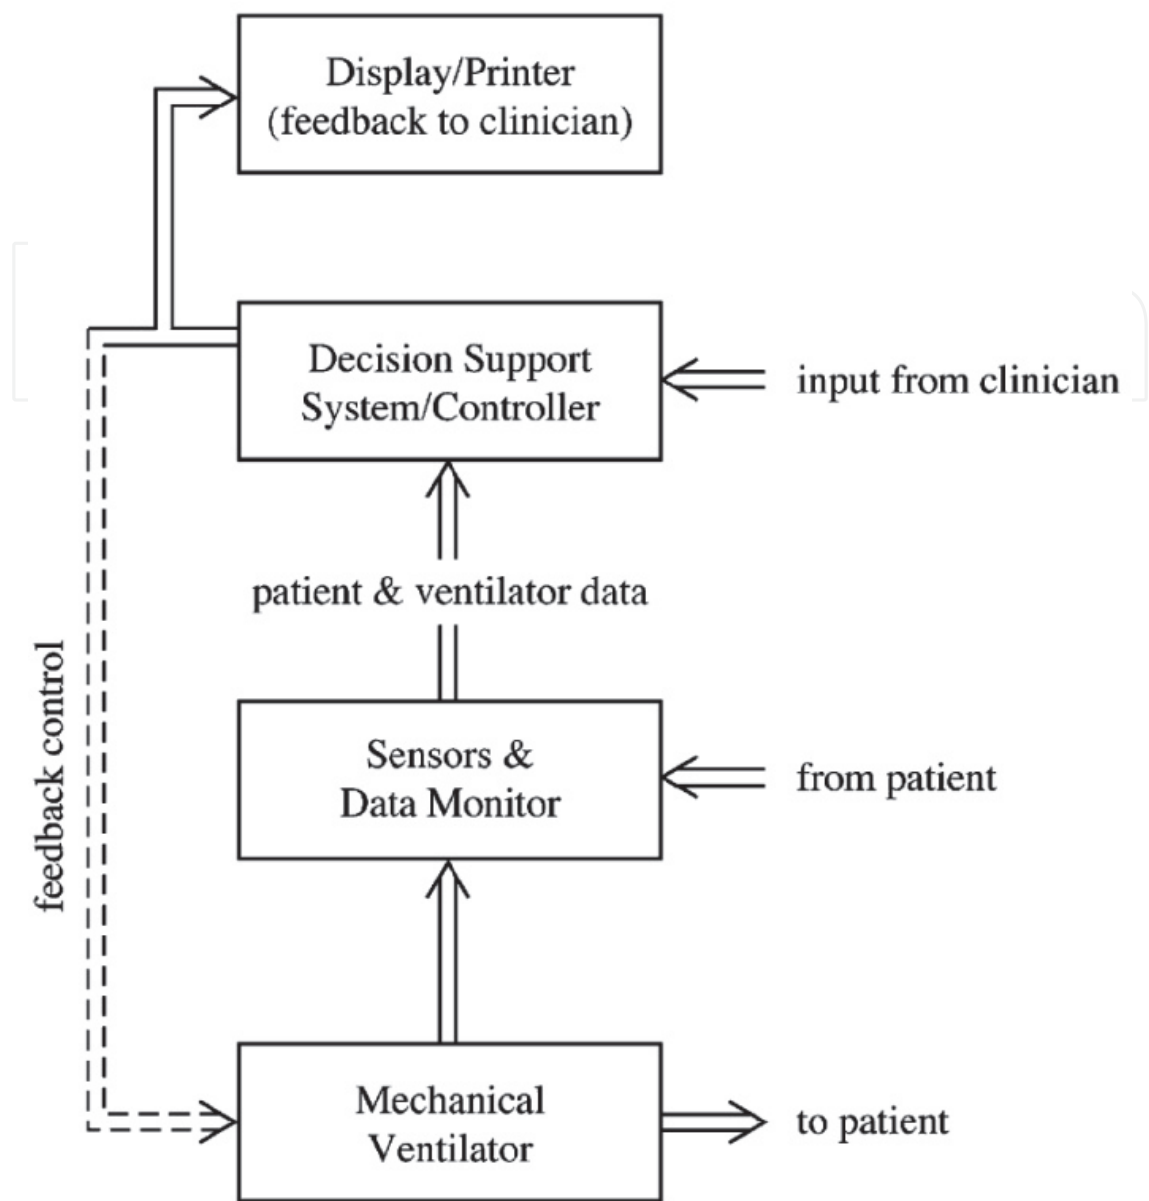 Display/Printer
(feedback to clinician)
Decision Support
System/Controller
input from clinician
patient & ventilator data
feedback control
Sensors &
Data Monitor
from patient
Mechanical
Ventilator
to patient